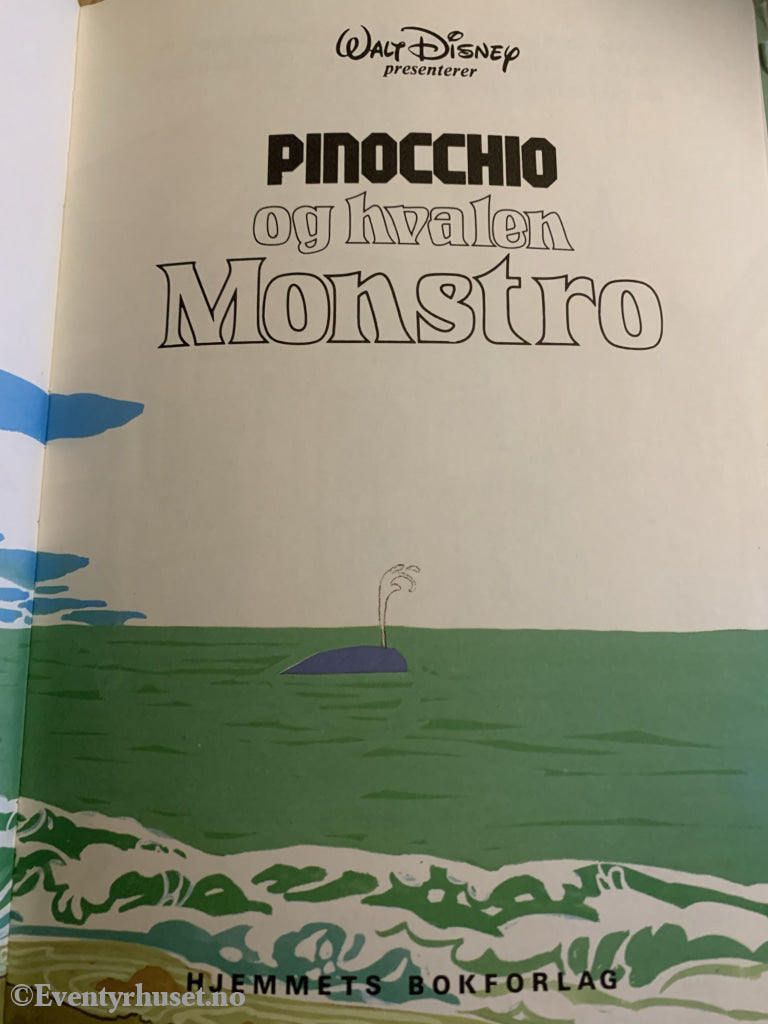 WALT DISNEY
presenterer
PINOCCHIO
og hvalen
Monstro
HJEMMETS BOKFORLAG
©Eventyrhuset.no